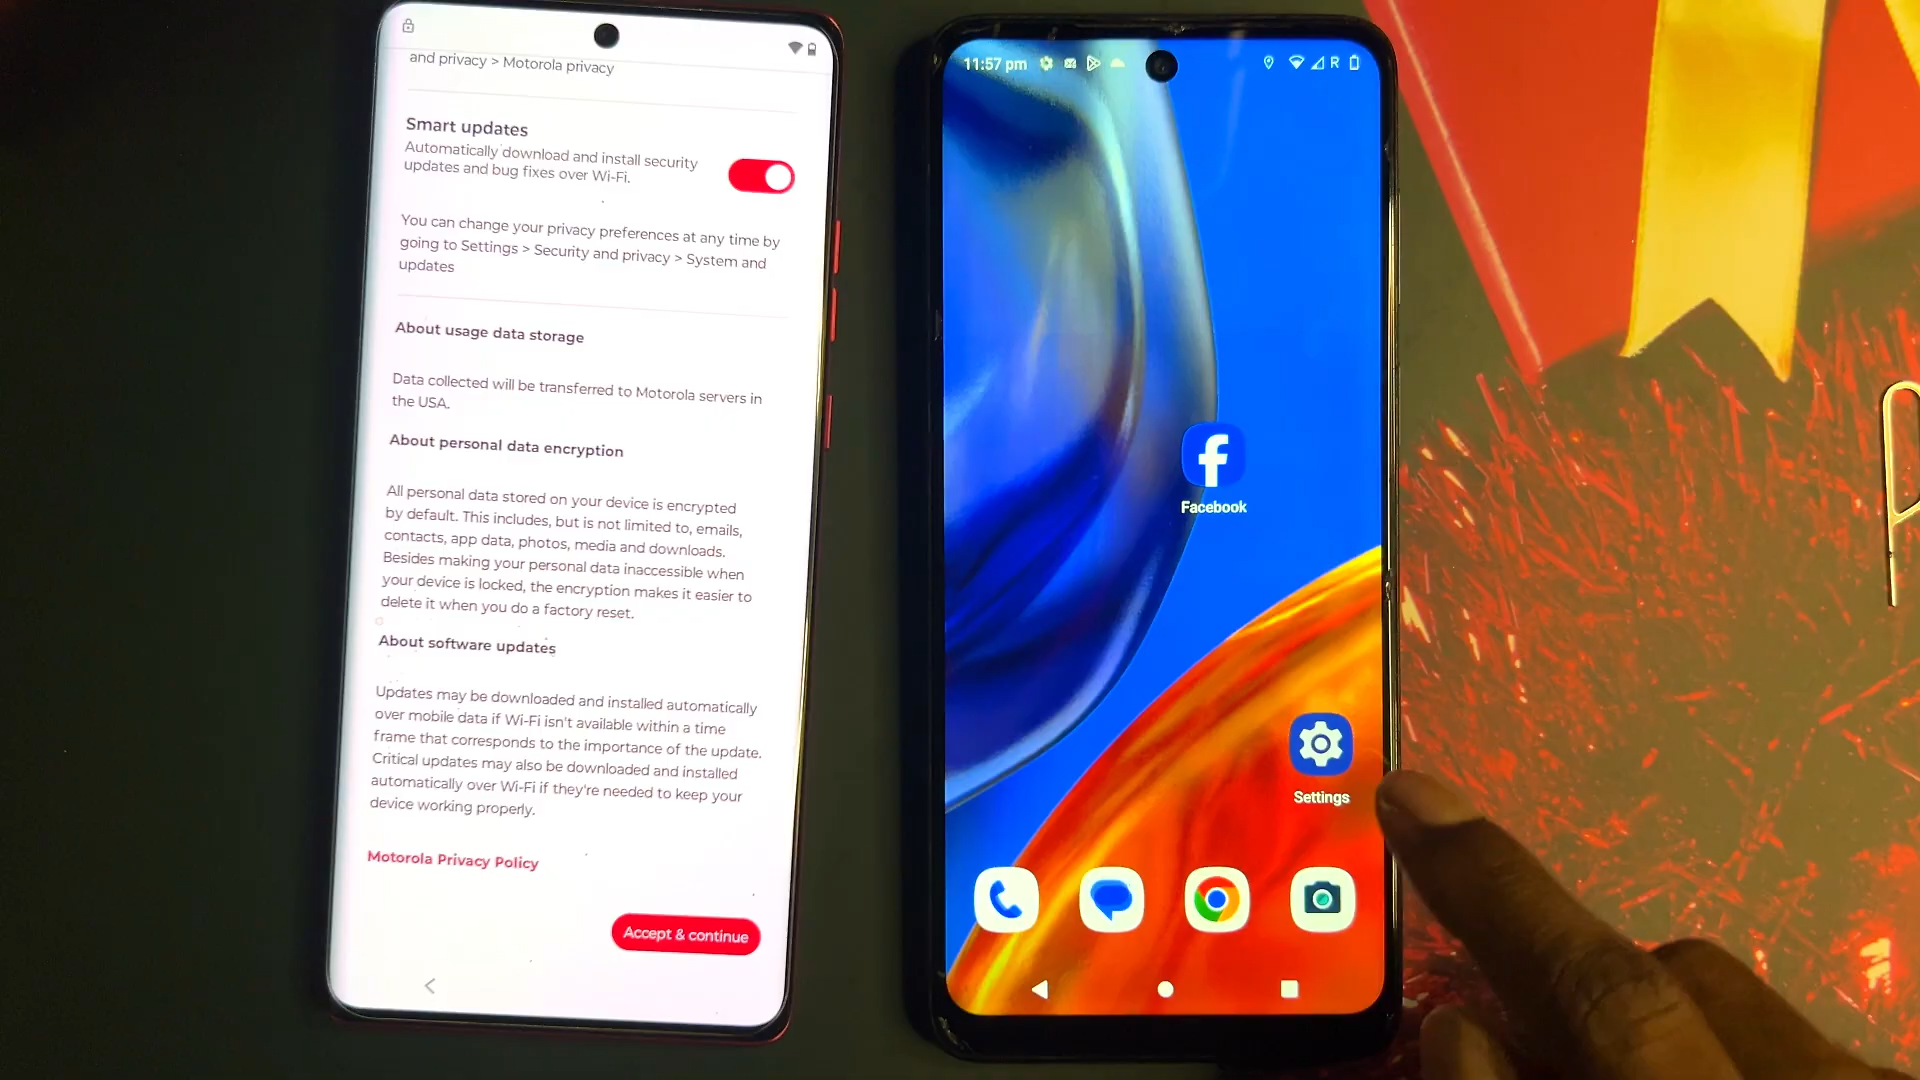 and privacy > Motorola privacy
Smart updates
Automatically download and install security
updates and bug fixes over Wi-Fi.
You can change your privacy preferences at any time by
going to Settings > Security and privacy > System and
updates
About usage data storage
Data collected will be transferred to Motorola servers in
the USA.
About personal data encryption
All personal data stored on your device is encrypted
by default. This includes, but is not limited to, emails,
contacts, app data, photos, media and downloads.
Besides making your personal data inaccessible when
your device is locked, the encryption makes it easier to
delete it when you do a factory reset.
About software updates
Updates may be downloaded and installed automatically
over mobile data if Wi-Fi isn't available within a time
frame that corresponds to the importance of the update.
Critical updates may also be downloaded and installed
automatically over Wi-Fi if they're needed to keep your
device working properly.
Motorola Privacy Policy
Accept & continue
11:57 pm
R
Facebook
Settings